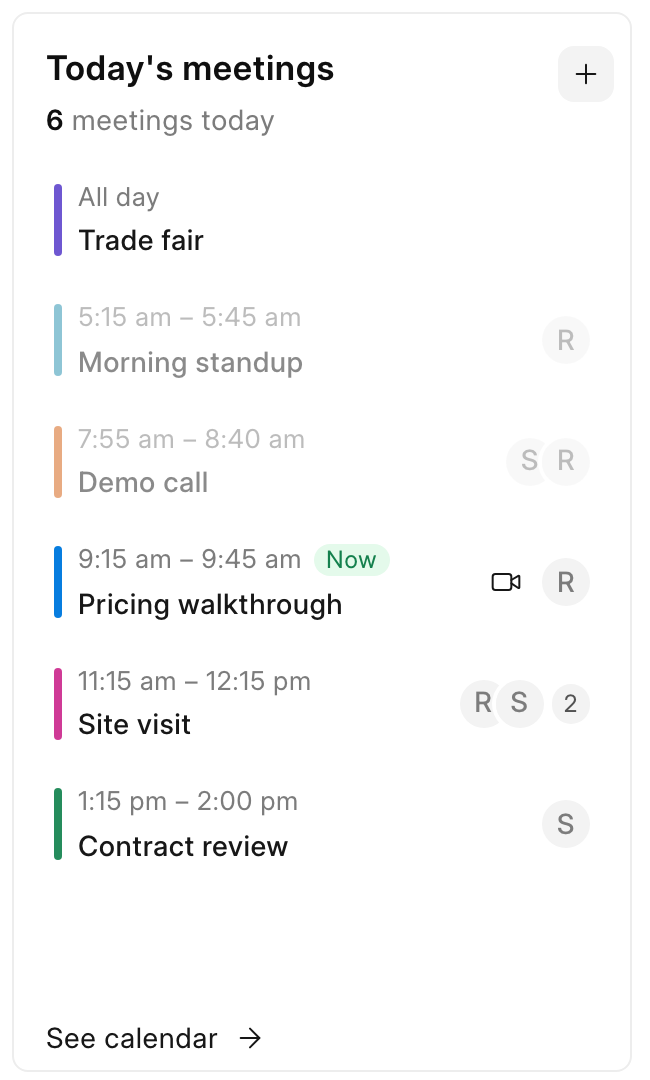 Today's meetings
6 meetings today
All day
Trade fair
5:15 am – 5:45 am
Morning standup
R
7:55 am – 8:40 am
Demo call
S R
9:15 am – 9:45 am Now
Pricing walkthrough
R
11:15 am – 12:15 pm
Site visit
R S 2
1:15 pm – 2:00 pm
Contract review
S
See calendar